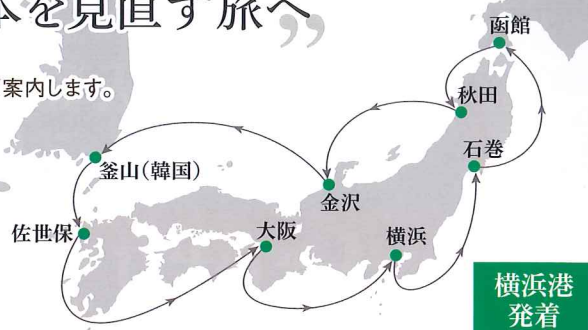 本を見直す旅へ
”
案内します。
函館
秋田
石巻
釜山(韓国)
金沢
佐世保
大阪
横浜
横浜港
発着